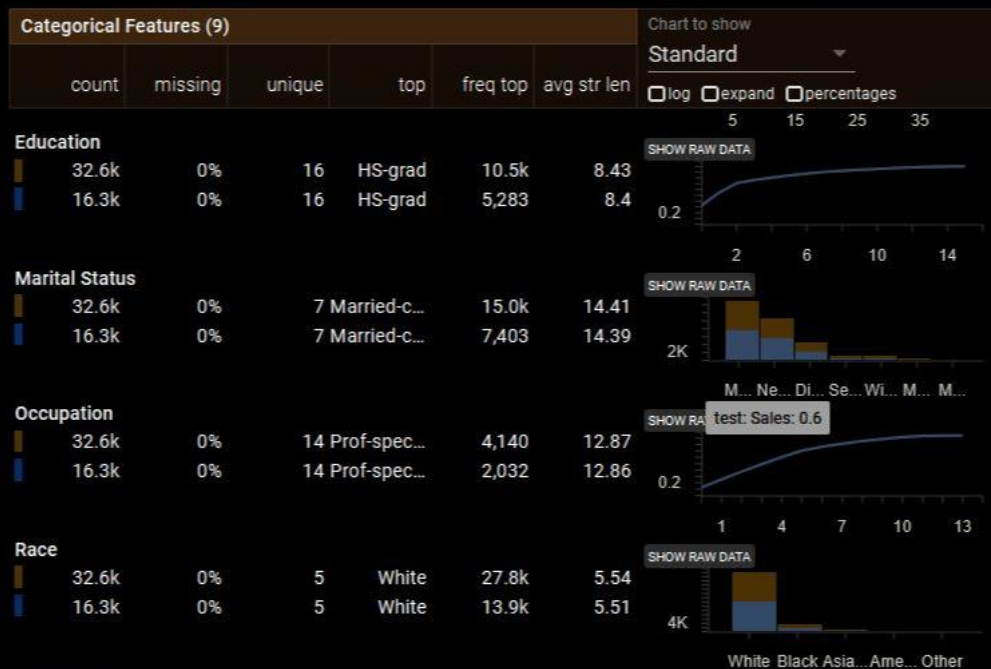 Categorical Features (9)
Chart to show
Standard
count missing unique top freq top avg str len
log expand percentages
5 15 25 35
Education
SHOW RAW DATA
32.6k 0% 16 HS-grad 10.5k 8.43
16.3k 0% 16 HS-grad 5,283 8.4
0.2
2 6 10 14
Marital Status
SHOW RAW DATA
32.6k 0% 7 Married-c... 15.0k 14.41
16.3k 0% 7 Married-c... 7,403 14.39
2K
M... Ne... Di... Se... Wi... M... M...
Occupation
SHOW RA
test: Sales: 0.6
32.6k 0% 14 Prof-spec... 4,140 12.87
16.3k 0% 14 Prof-spec... 2,032 12.86
0.2
1 4 7 10 13
Race
SHOW RAW DATA
32.6k 0% 5 White 27.8k 5.54
16.3k 0% 5 White 13.9k 5.51
4K
White Black Asia... Ame... Other